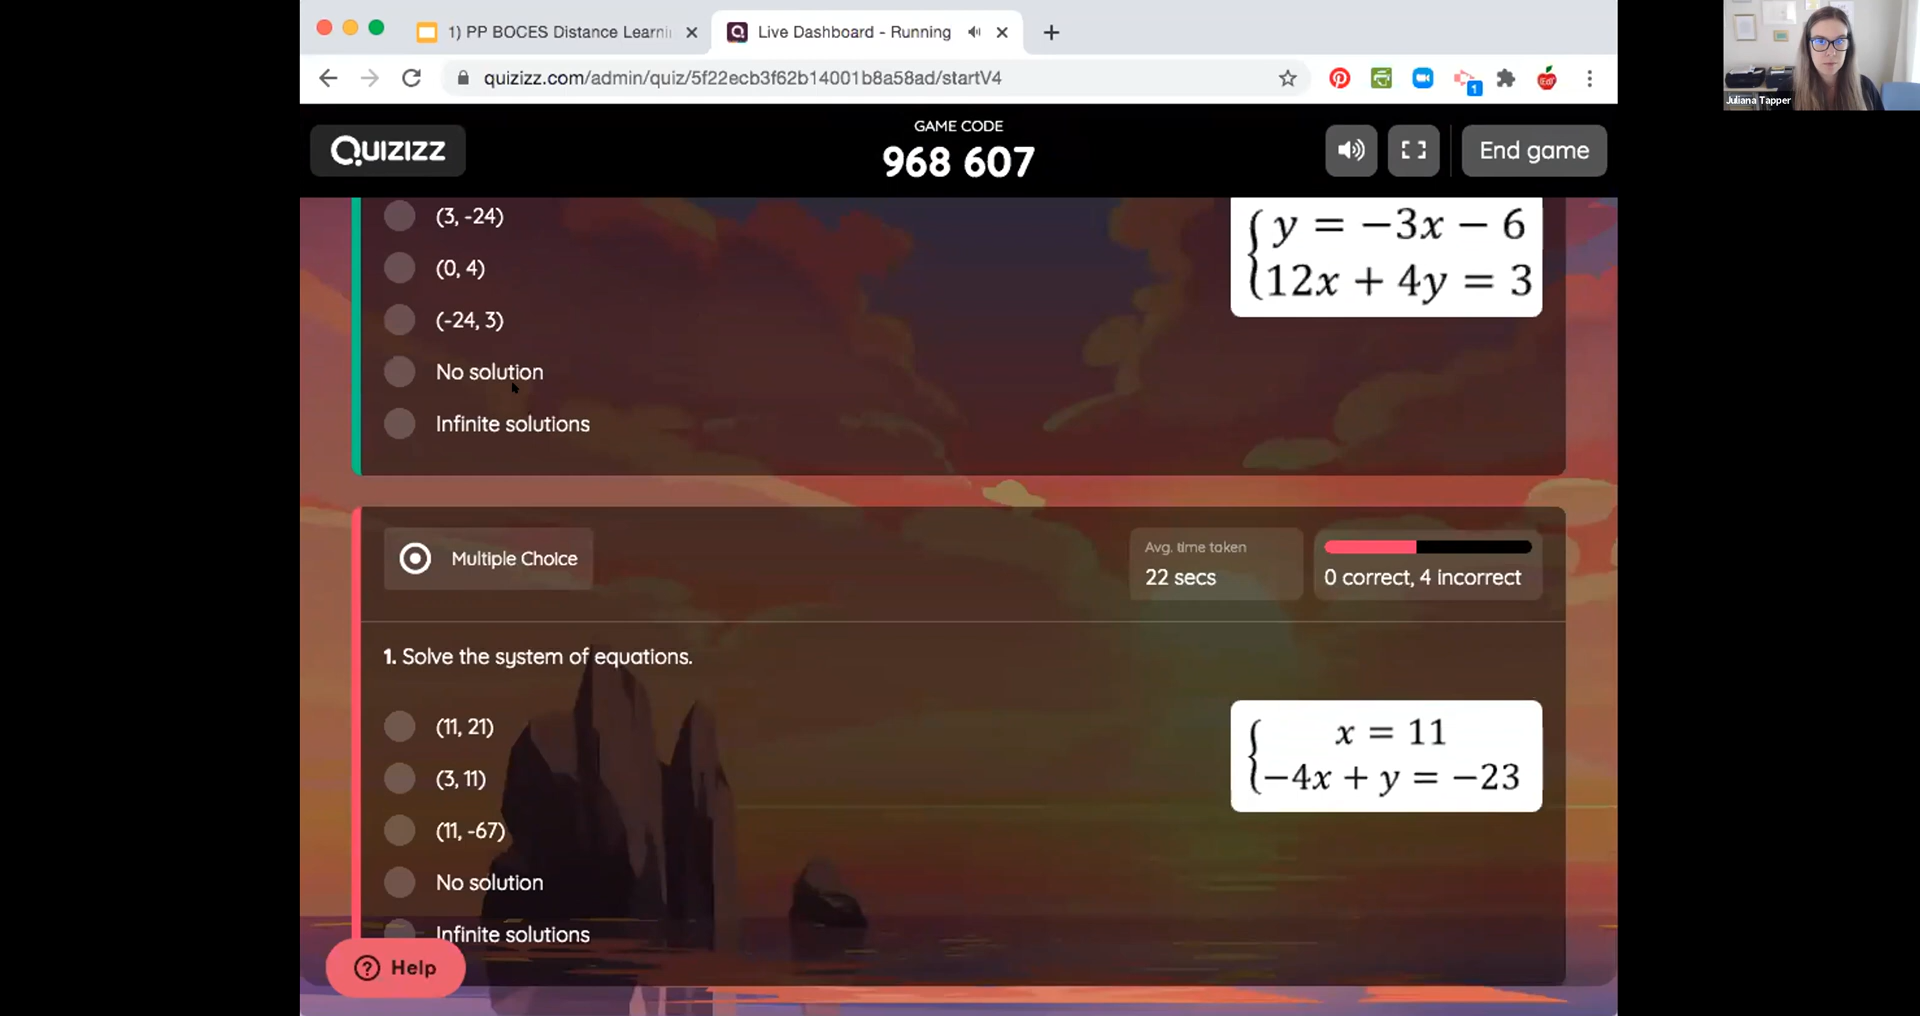 1) PP BOCES Distance Learni
Live Dashboard - Running
quizizz.com/admin/quiz/5f22ecb3f62b14001b8a58ad/startV4
1
Juliana Tapper
QUIZIZZ
GAME CODE
968 607
End game
(3, -24)
(0, 4)
(-24, 3)
No solution
Infinite solutions
y = −3x − 6
12x + 4y = 3
Multiple Choice
Avg. time taken
22 secs
0 correct, 4 incorrect
1. Solve the system of equations.
(11, 21)
(3, 11)
(11, -67)
No solution
Infinite solutions
x = 11
−4x + y = −23
? Help